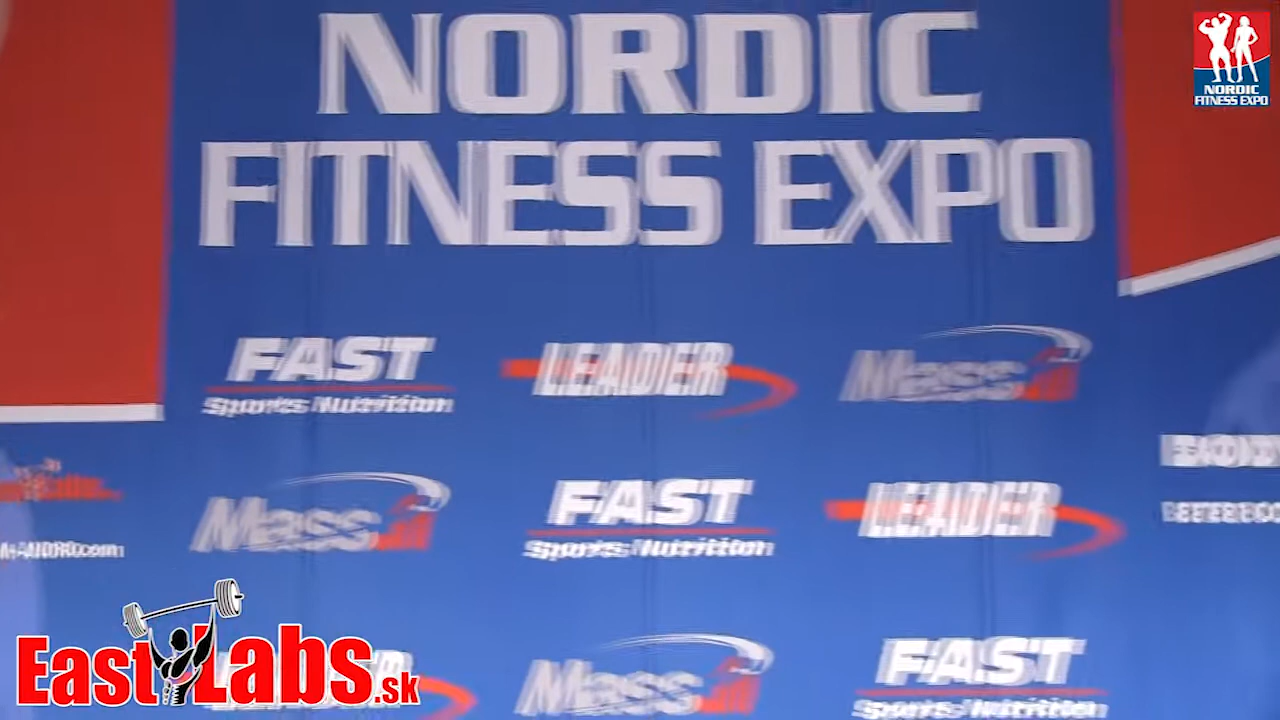 NORDIC
FITNESS EXPO
NORDIC
FITNESS EXPO
FAST
Sports Nutrition
LEADER
Mass
LEADER
Mass
FAST
Sports Nutrition
LEADER
EastLabs.sk
Mass
FAST
Sports Nutrition